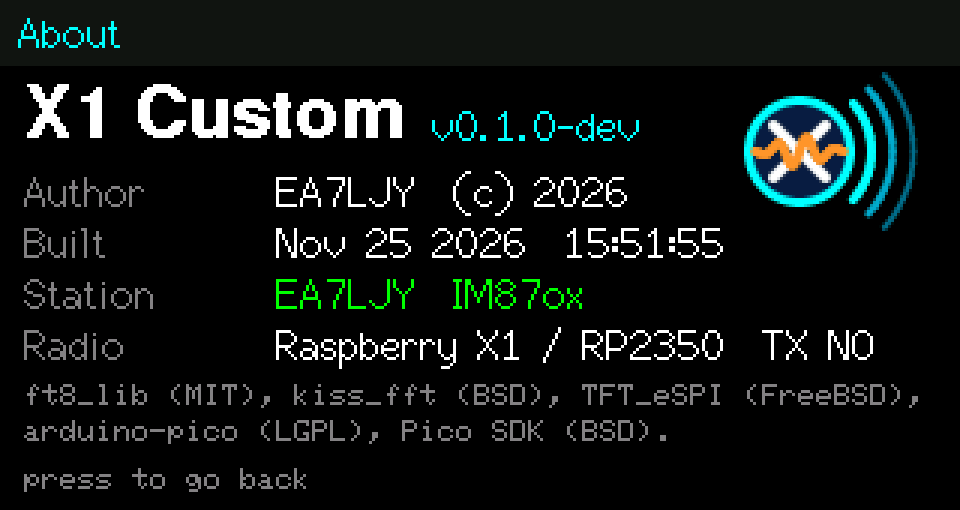 About
X1 Custom v0.1.0-dev
Author EA7LJY (c) 2026
Built Nov 25 2026 15:51:55
Station EA7LJY IM87ox
Radio Raspberry X1 / RP2350 TX NO
ft8_lib (MIT), kiss_fft (BSD), TFT_eSPI (FreeBSD),
arduino-pico (LGPL), Pico SDK (BSD).
press to go back